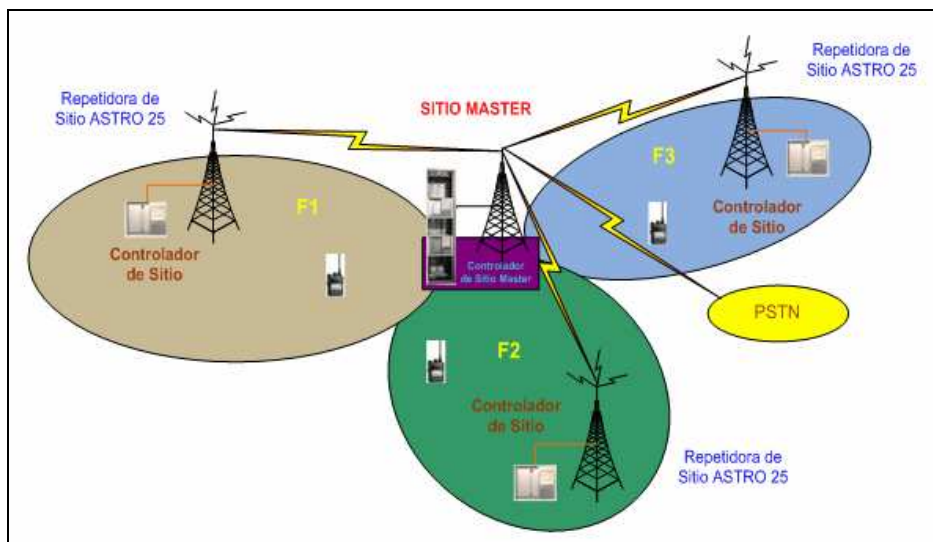 Repetidora de
Sitio ASTRO 25
SITIO MASTER
Repetidora de
Sitio ASTRO 25
F1
F3
Controlador
de Sitio
Controlador
de Sitio
Controlador
de Sitio Master
PSTN
F2
Controlador
de Sitio
Repetidora de
Sitio ASTRO 25